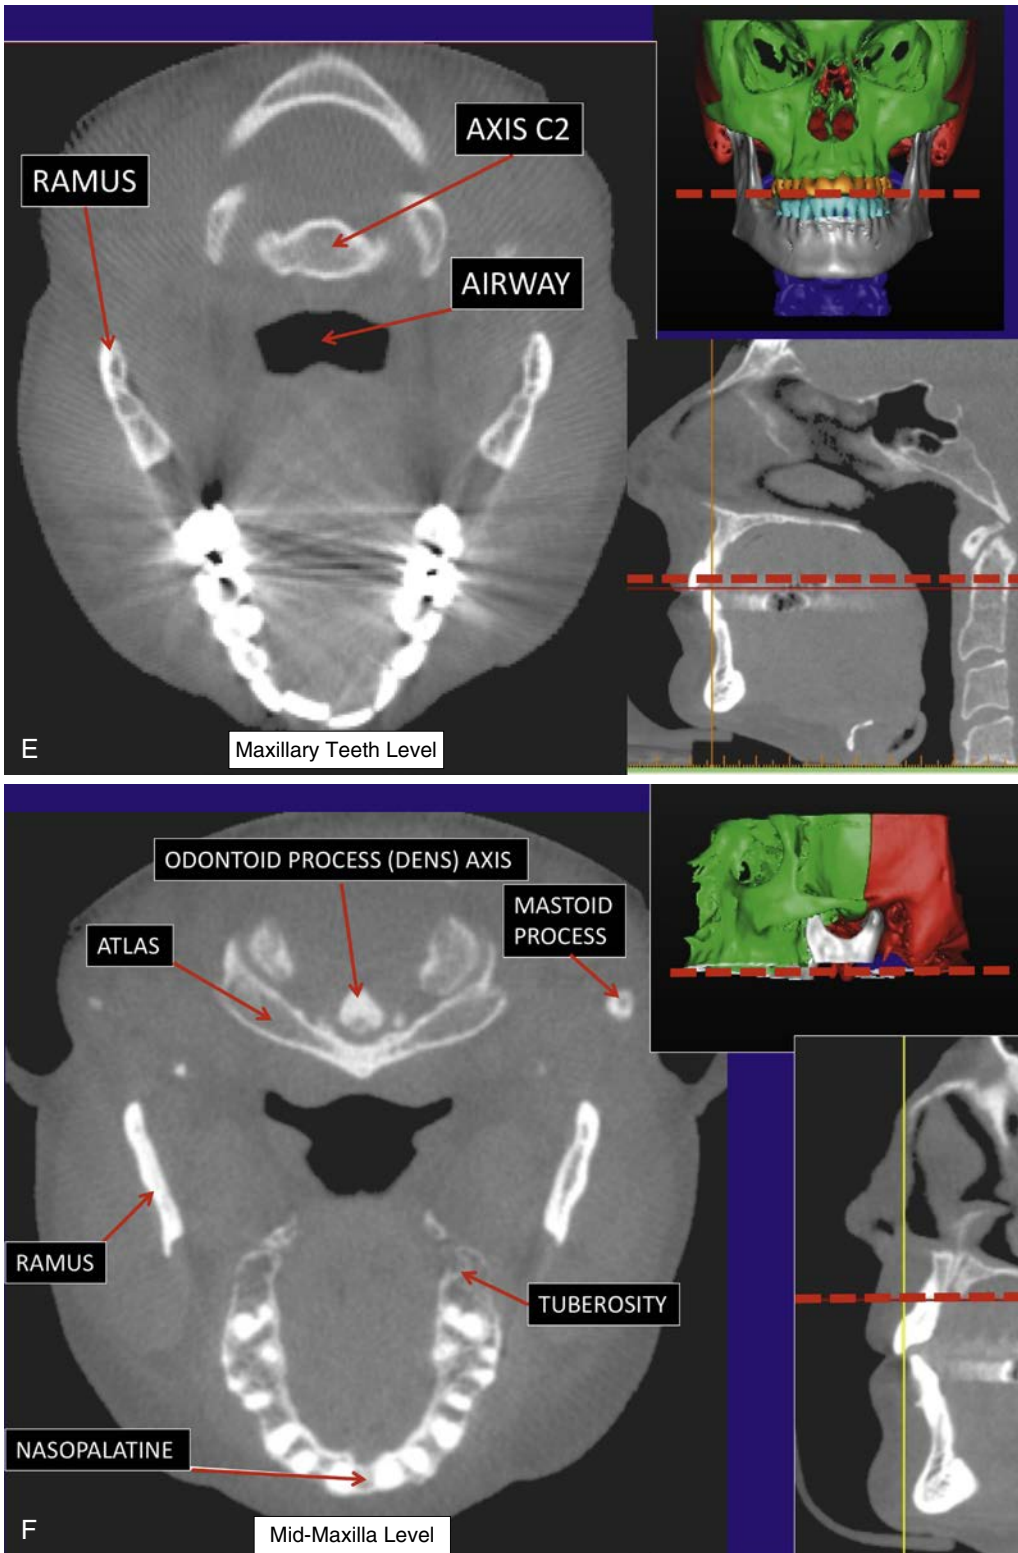 AXIS C2
RAMUS
AIRWAY
E
Maxillary Teeth Level
ODONTOID PROCESS (DENS) AXIS
MASTOID
PROCESS
ATLAS
RAMUS
TUBEROSITY
NASOPALATINE
F
Mid-Maxilla Level